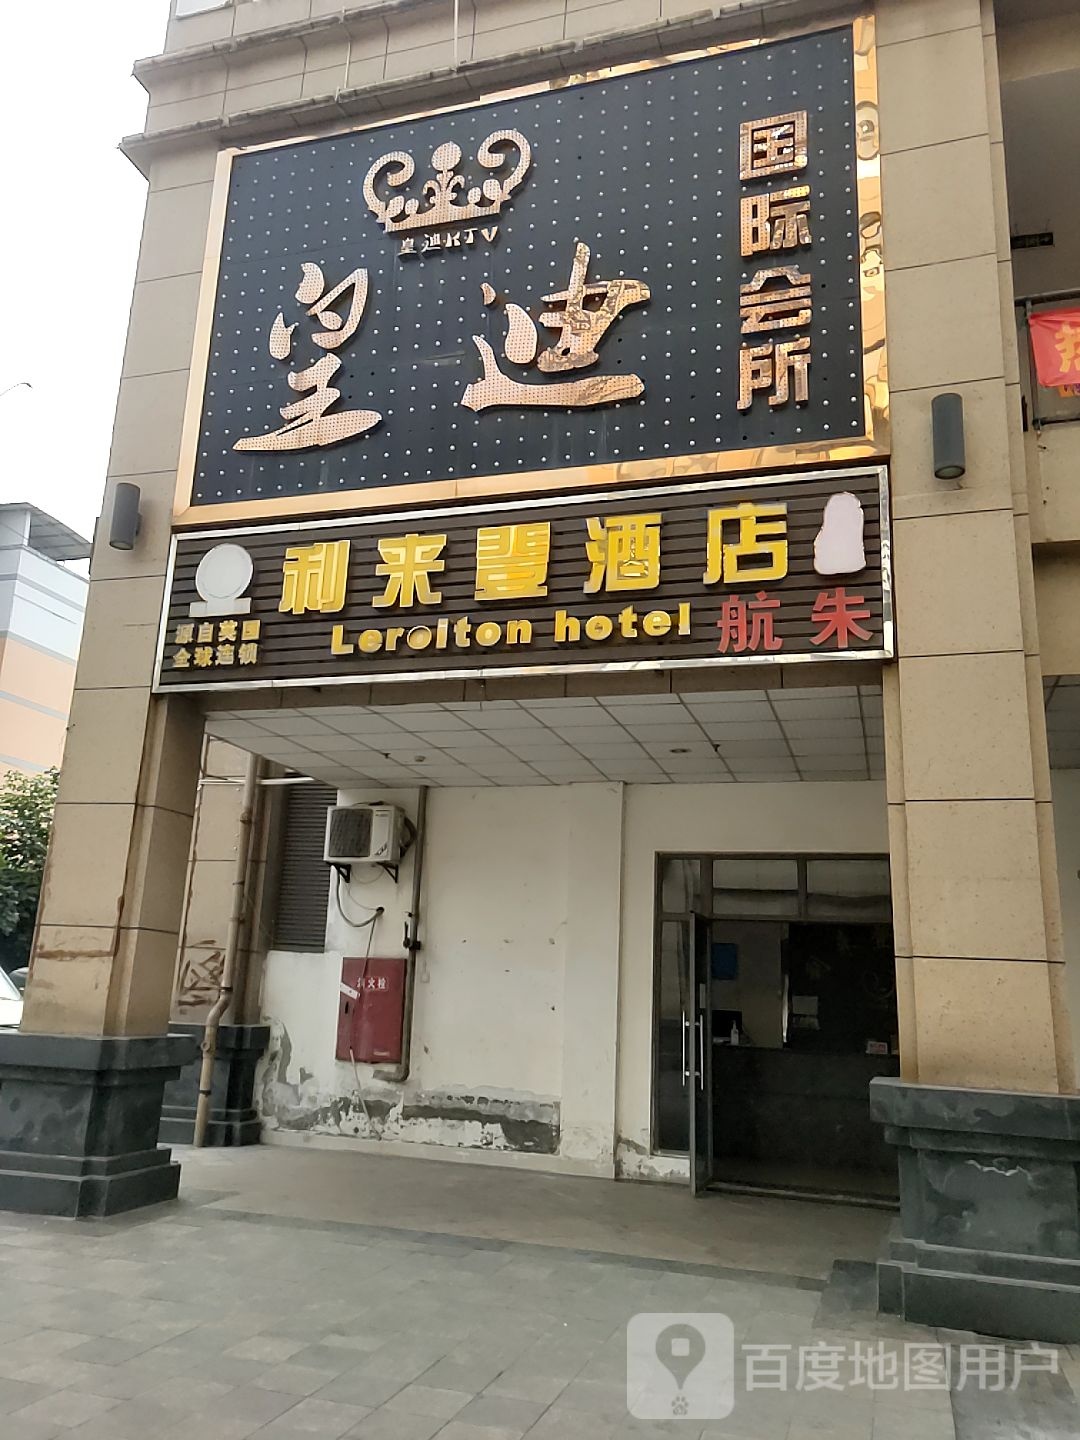 皇迪KTV
皇迪
国际会所
利来登酒店
Leroiton hotel
源自英国
全球连锁
航朱
消火栓
百度地图用户